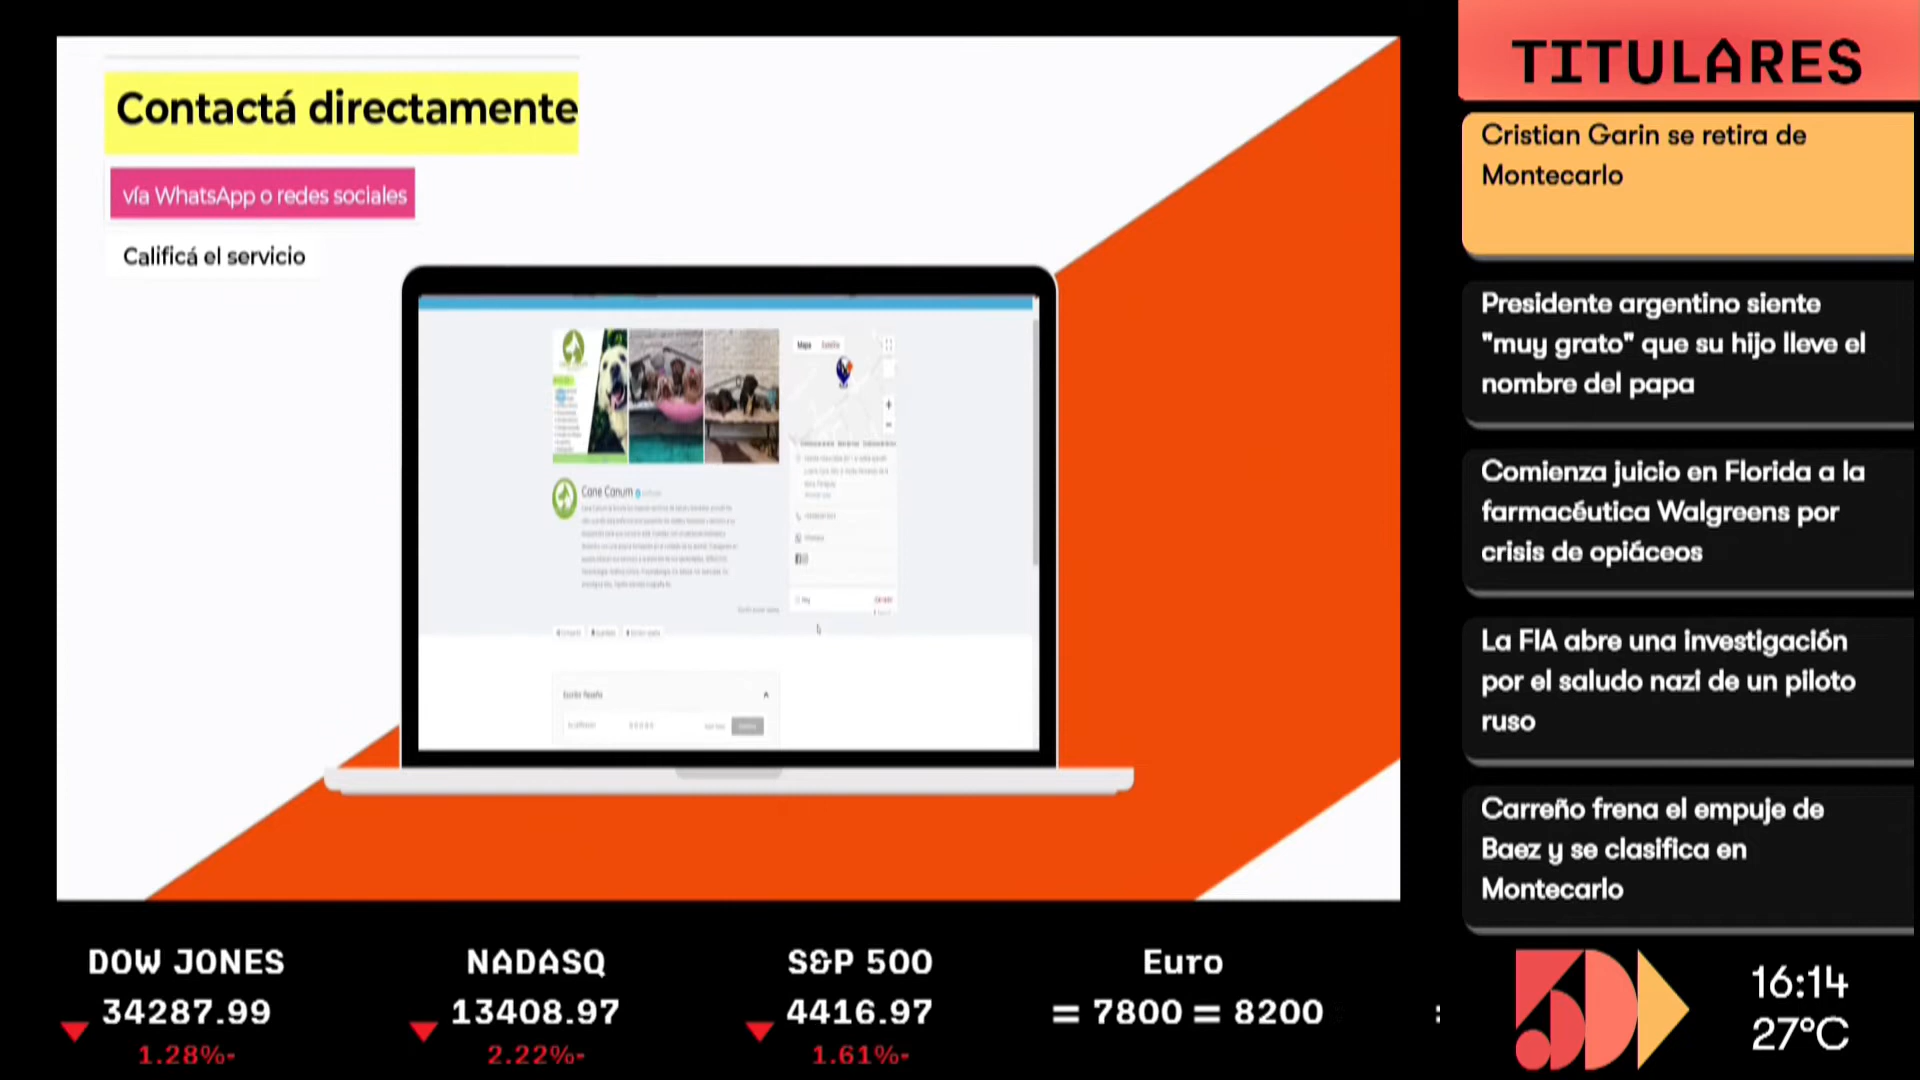 Contactá directamente
vía WhatsApp o redes sociales
Calificá el servicio
Mapa
Cane Canum
Escribir Reseña
TITULARES
Cristian Garin se retira de
Montecarlo
Presidente argentino siente
"muy grato" que su hijo lleve el
nombre del papa
Comienza juicio en Florida a la
farmacéutica Walgreens por
crisis de opiáceos
La FIA abre una investigación
por el saludo nazi de un piloto
ruso
Carreño frena el empuje de
Baez y se clasifica en
Montecarlo
DOW JONES
34287.99
1.28%-
NADASQ
13408.97
2.22%-
S&P 500
4416.97
1.61%-
Euro
= 7800 = 8200
5D
16:14
27°C